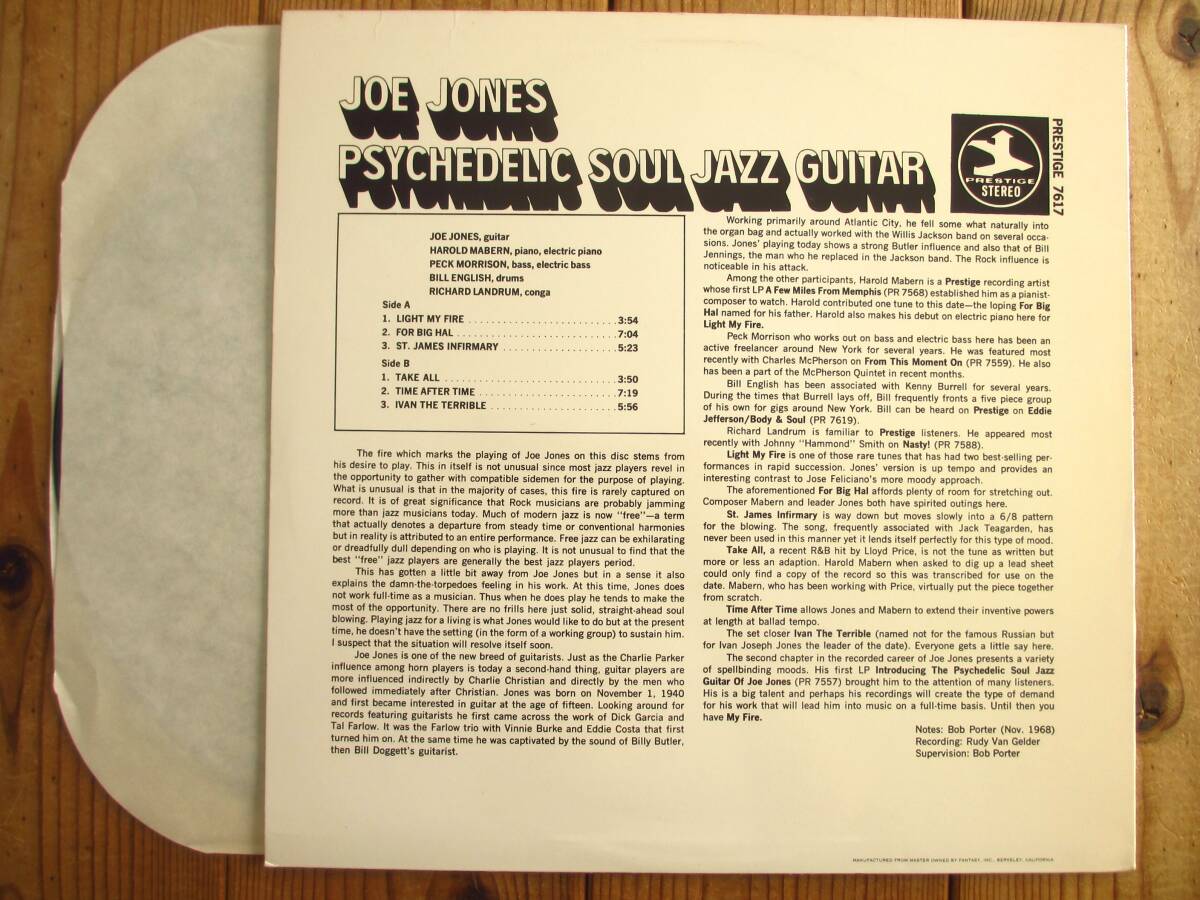 JOE JONES
PSYCHEDELIC SOUL JAZZ GUITAR
PRESTIGE
STEREO
PRESTIGE 7617
JOE JONES, guitar
HAROLD MABERN, piano, electric piano
PECK MORRISON, bass, electric bass
BILL ENGLISH, drums
RICHARD LANDRUM, conga
Side A
1. LIGHT MY FIRE . . . . . . . . . . . . . . . . . . . . . . . 3:54
2. FOR BIG HAL . . . . . . . . . . . . . . . . . . . . . . . . 7:04
3. ST. JAMES INFIRMARY . . . . . . . . . . . . . . . . . 5:23
Side B
1. TAKE ALL . . . . . . . . . . . . . . . . . . . . . . . . . . 3:50
2. TIME AFTER TIME . . . . . . . . . . . . . . . . . . . . . 7:19
3. IVAN THE TERRIBLE . . . . . . . . . . . . . . . . . . . 5:56
The fire which marks the playing of Joe Jones on this disc stems from
his desire to play. This in itself is not unusual since most jazz players revel in
the opportunity to gather with compatible sidemen for the purpose of playing.
What is unusual is that in the majority of cases, this fire is rarely captured on
record. It is of great significance that Rock musicians are probably jamming
more than jazz musicians today. Much of modern jazz is now "free"—a term
that actually denotes a departure from steady time or conventional harmonies
but in reality is attributed to an entire performance. Free jazz can be exhilarating
or dreadfully dull depending on who is playing. It is not unusual to find that the
best "free" jazz players are generally the best jazz players period.
This has gotten a little bit away from Joe Jones but in a sense it also
explains the damn-the-torpedoes feeling in his work. At this time, Jones does
not work full-time as a musician. Thus when he does play he tends to make the
most of the opportunity. There are no frills here just solid, straight-ahead soul
blowing. Playing jazz for a living is what Jones would like to do but at the present
time, he doesn't have the setting (in the form of a working group) to sustain him.
I suspect that the situation will resolve itself soon.
Joe Jones is one of the new breed of guitarists. Just as the Charlie Parker
influence among horn players is today a second-hand thing, guitar players are
more influenced indirectly by Charlie Christian and directly by the men who
followed immediately after Christian. Jones was born on November 1, 1940
and first became interested in guitar at the age of fifteen. Looking around for
records featuring guitarists he first came across the work of Dick Garcia and
Tal Farlow. It was the Farlow trio with Vinnie Burke and Eddie Costa that first
turned him on. At the same time he was captivated by the sound of Billy Butler,
then Bill Doggett's guitarist.
Working primarily around Atlantic City, he fell some what naturally into
the organ bag and actually worked with the Willis Jackson band on several occa-
sions. Jones' playing today shows a strong Butler influence and also that of Bill
Jennings, the man who he replaced in the Jackson band. The Rock influence is
noticeable in his attack.
Among the other participants, Harold Mabern is a Prestige recording artist
whose first LP A Few Miles From Memphis (PR 7568) established him as a pianist-
composer to watch. Harold contributed one tune to this date—the loping For Big
Hal named for his father. Harold also makes his debut on electric piano here for
Light My Fire.
Peck Morrison who works out on bass and electric bass here has been an
active freelancer around New York for several years. He was featured most
recently with Charles McPherson on From This Moment On (PR 7559). He also
has been a part of the McPherson Quintet in recent months.
Bill English has been associated with Kenny Burrell for several years.
During the times that Burrell lays off, Bill frequently fronts a five piece group
of his own for gigs around New York. Bill can be heard on Prestige on Eddie
Jefferson/Body & Soul (PR 7619).
Richard Landrum is familiar to Prestige listeners. He appeared most
recently with Johnny "Hammond" Smith on Nasty! (PR 7588).
Light My Fire is one of those rare tunes that has had two best-selling per-
formances in rapid succession. Jones' version is up tempo and provides an
interesting contrast to Jose Feliciano's more moody approach.
The aforementioned For Big Hal affords plenty of room for stretching out.
Composer Mabern and leader Jones both have spirited outings here.
St. James Infirmary is way down but moves slowly into a 6/8 pattern
for the blowing. The song, frequently associated with Jack Teagarden, has
never been used in this manner yet it lends itself perfectly for this type of mood.
Take All, a recent R&B hit by Lloyd Price, is not the tune as written but
more or less an adaption. Harold Mabern when asked to dig up a lead sheet
could only find a copy of the record so this was transcribed for use on the
date. Mabern, who has been working with Price, virtually put the piece together
from scratch.
Time After Time allows Jones and Mabern to extend their inventive powers
at length at ballad tempo.
The set closer Ivan The Terrible (named not for the famous Russian but
for Ivan Joseph Jones the leader of the date). Everyone gets a little say here.
The second chapter in the recorded career of Joe Jones presents a variety
of spellbinding moods. His first LP Introducing The Psychedelic Soul Jazz
Guitar Of Joe Jones (PR 7557) brought him to the attention of many listeners.
His is a big talent and perhaps his recordings will create the type of demand
for his work that will lead him into music on a full-time basis. Until then you
have My Fire.
Notes: Bob Porter (Nov. 1968)
Recording: Rudy Van Gelder
Supervision: Bob Porter
MANUFACTURED FROM MASTER OWNED BY FANTASY, INC., BERKELEY, CALIFORNIA